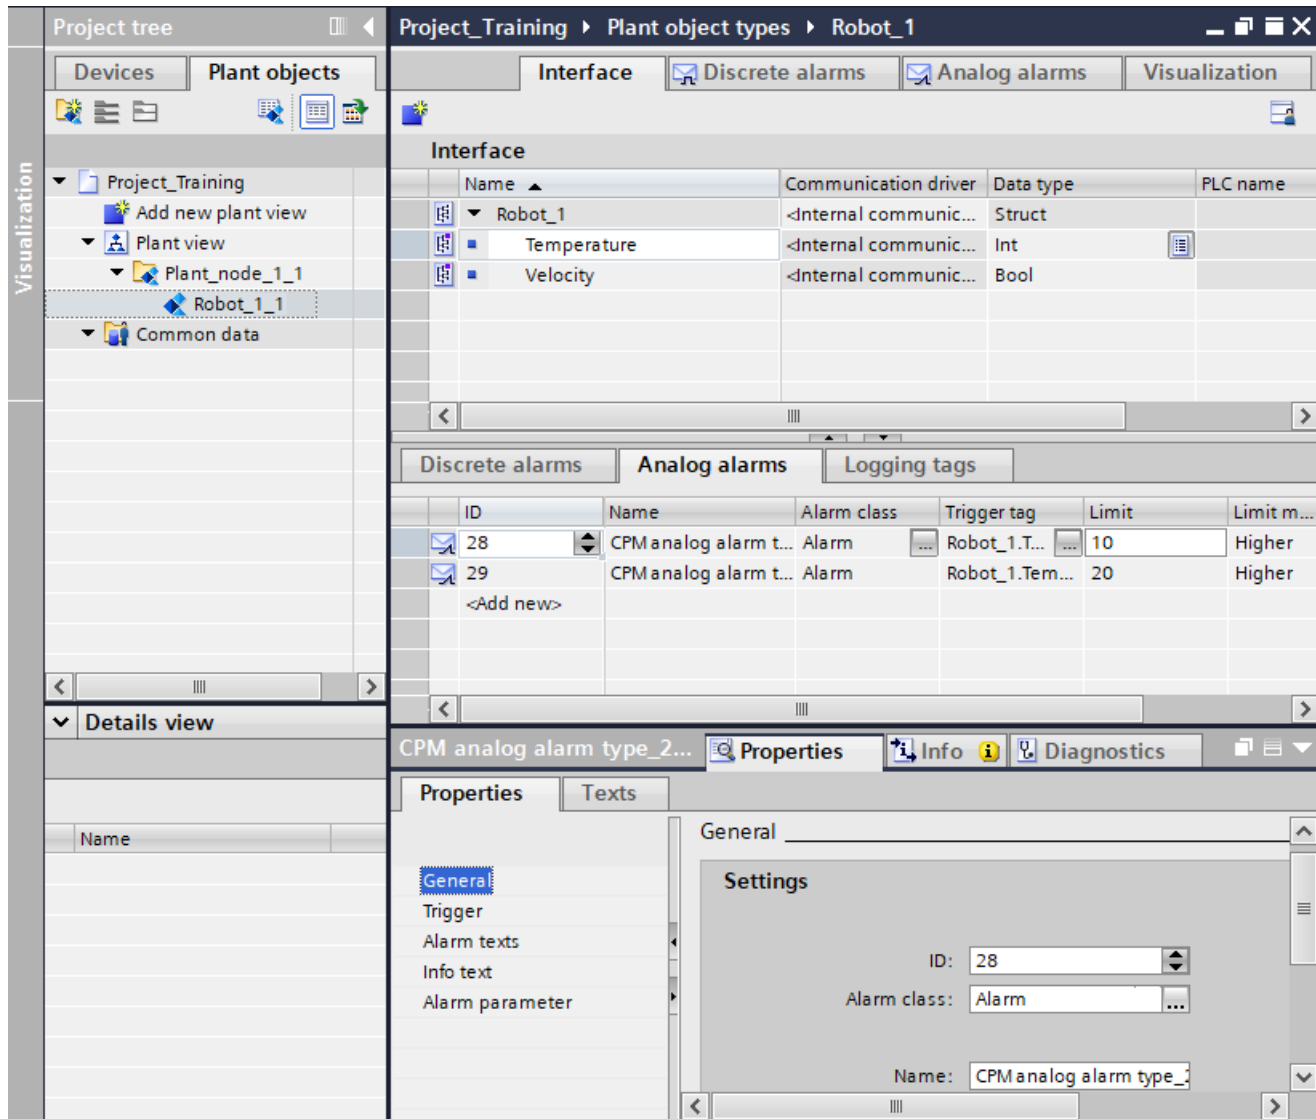 Visualization
Project tree
Devices
Plant objects
Project_Training
Add new plant view
Plant view
Plant_node_1_1
Robot_1_1
Common data
Details view
Name
Project_Training Plant object types Robot_1
Interface Discrete alarms Analog alarms Visualization
Interface
Name Communication driver Data type PLC name
Robot_1 <Internal communic... Struct
Temperature <Internal communic... Int
Velocity <Internal communic... Bool
Discrete alarms Analog alarms Logging tags
ID Name Alarm class Trigger tag Limit Limit m...
28 CPM analog alarm t... Alarm ... Robot_1.T... ... 10 Higher
29 CPM analog alarm t... Alarm Robot_1.Tem... 20 Higher
<Add new>
CPM analog alarm type_2... Properties Info Diagnostics
Properties Texts
General
Trigger
Alarm texts
Info text
Alarm parameter
General
Settings
ID: 28
Alarm class: Alarm ...
Name: CPM analog alarm type_2